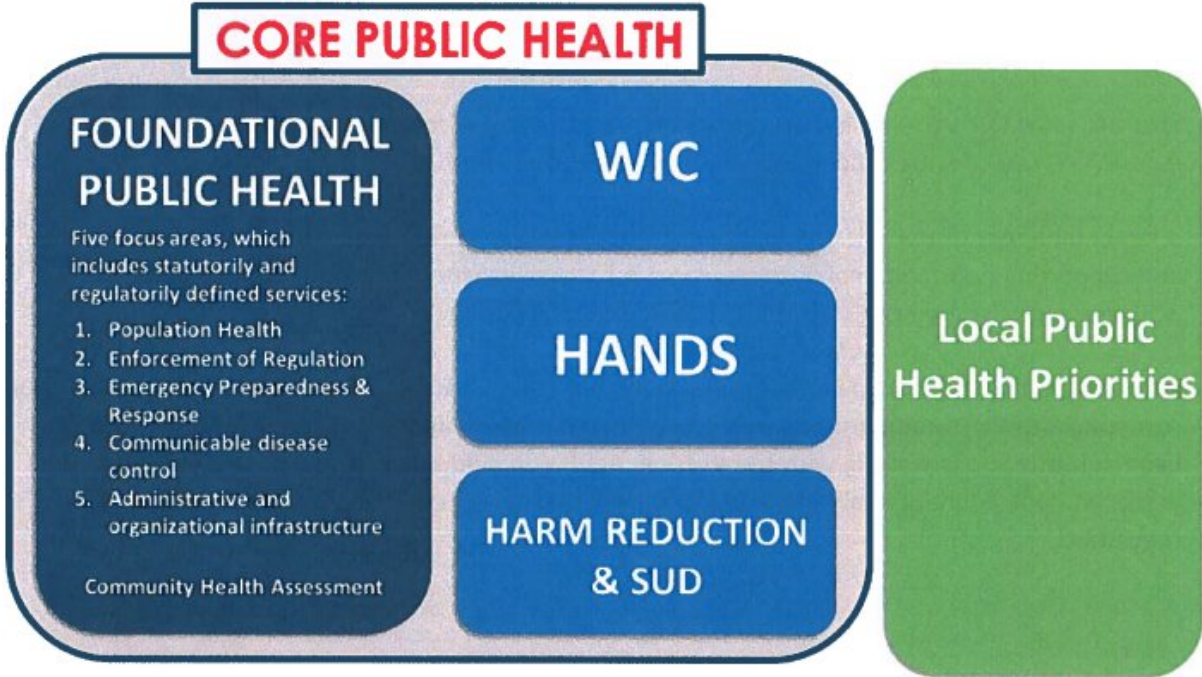 CORE PUBLIC HEALTH
FOUNDATIONAL
PUBLIC HEALTH
Five focus areas, which
includes statutorily and
regulatorily defined services:
1. Population Health
2. Enforcement of Regulation
3. Emergency Preparedness &
Response
4. Communicable disease
control
5. Administrative and
organizational infrastructure
Community Health Assessment
WIC
HANDS
HARM REDUCTION
& SUD
Local Public
Health Priorities